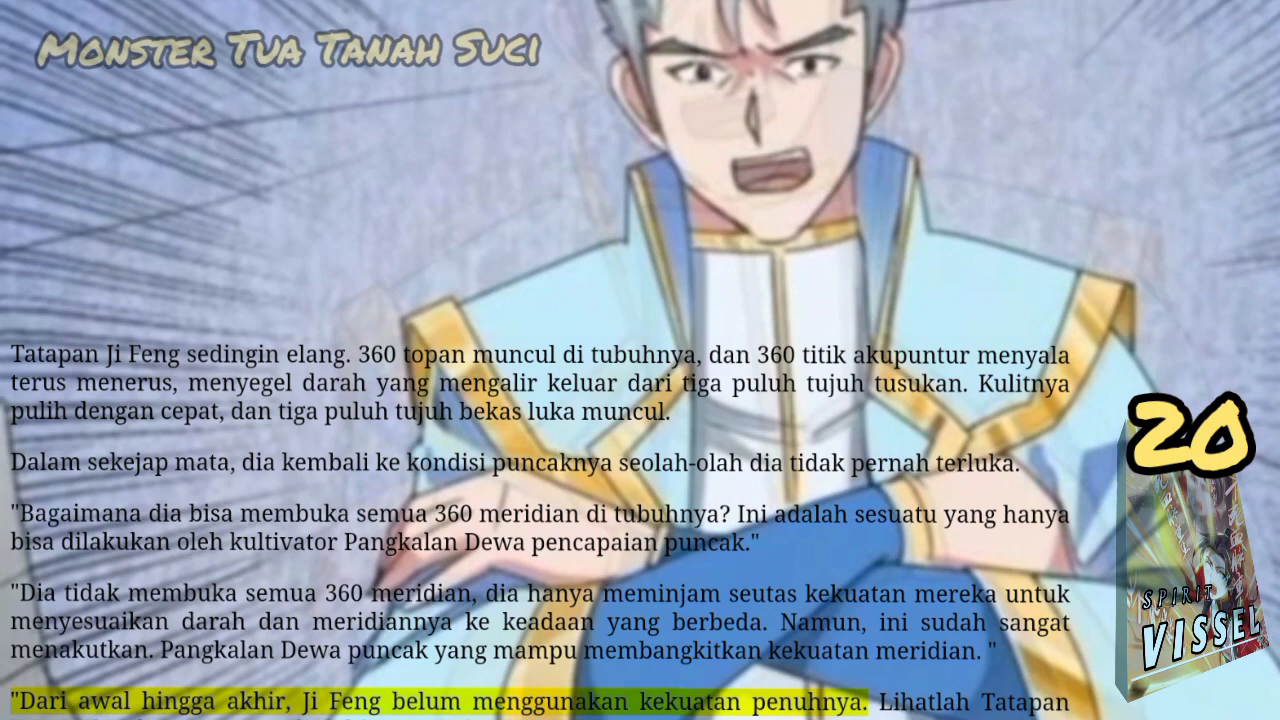 Monster Tua Tanah Suci
Tatapan Ji Feng sedingin elang. 360 topan muncul di tubuhnya, dan 360 titik akupuntur menyala
terus menerus, menyegel darah yang mengalir keluar dari tiga puluh tujuh tusukan. Kulitnya
pulih dengan cepat, dan tiga puluh tujuh bekas luka muncul.
Dalam sekejap mata, dia kembali ke kondisi puncaknya seolah-olah dia tidak pernah terluka.
"Bagaimana dia bisa membuka semua 360 meridian di tubuhnya? Ini adalah sesuatu yang hanya
bisa dilakukan oleh kultivator Pangkalan Dewa pencapaian puncak."
"Dia tidak membuka semua 360 meridian, dia hanya meminjam seutas kekuatan mereka untuk
menyesuaikan darah dan meridiannya ke keadaan yang berbeda. Namun, ini sudah sangat
menakutkan. Pangkalan Dewa puncak yang mampu membangkitkan kekuatan meridian. "
"Dari awal hingga akhir, Ji Feng belum menggunakan kekuatan penuhnya. Lihatlah Tatapan
20
SPIRIT
VISSEL